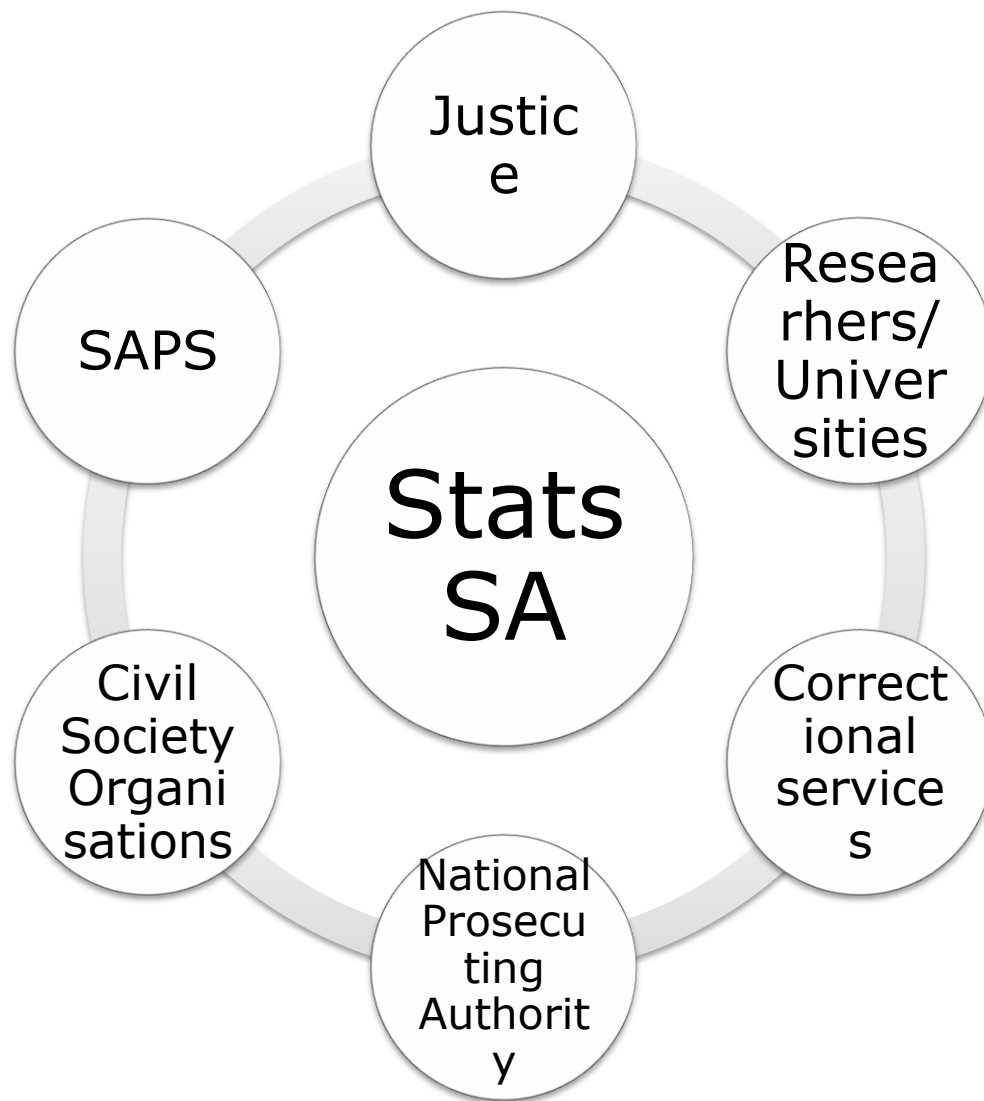 Justic
e
Resea
rhers/
Univer
sities
SAPS
Stats
SA
Civil
Society
Organi
sations
Correct
ional
service
s
National
Prosecu
ting
Authorit
y